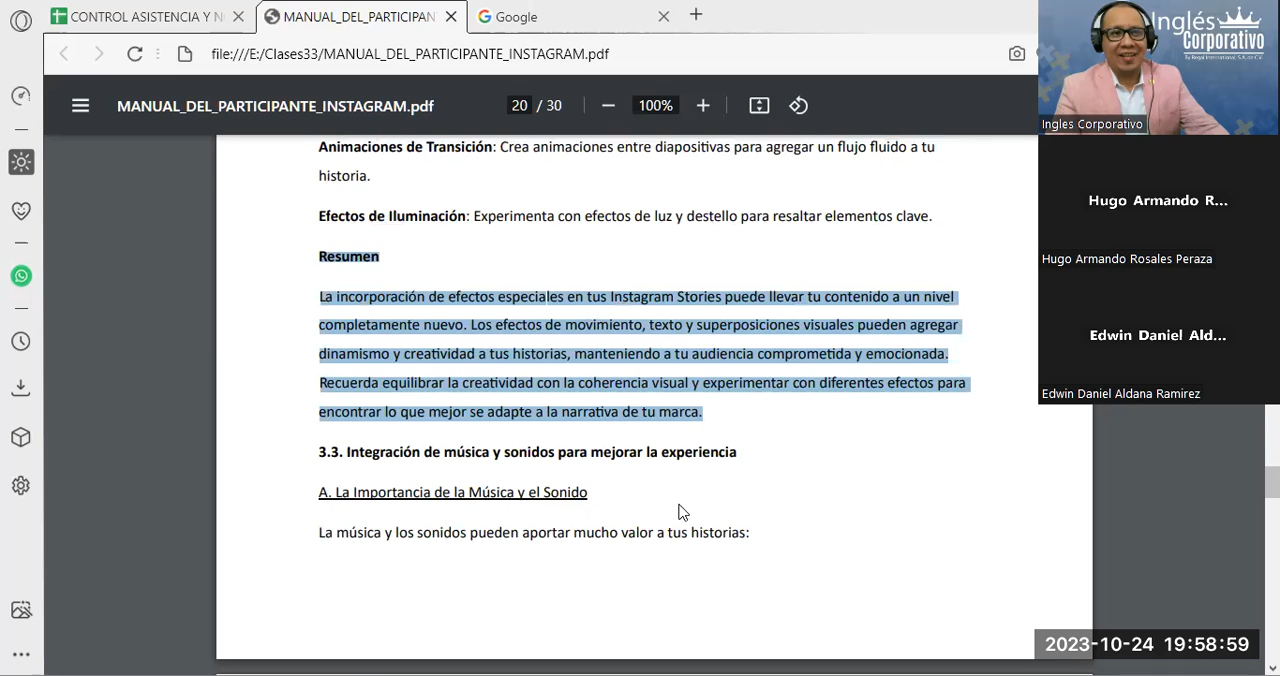 CONTROL ASISTENCIA Y N
MANUAL_DEL_PARTICIPAN
Google
file:///E:/Clases33/MANUAL_DEL_PARTICIPANTE_INSTAGRAM.pdf
MANUAL_DEL_PARTICIPANTE_INSTAGRAM.pdf
20 / 30
100%
Animaciones de Transición: Crea animaciones entre diapositivas para agregar un flujo fluido a tu
historia.
Efectos de Iluminación: Experimenta con efectos de luz y destello para resaltar elementos clave.
Resumen
La incorporación de efectos especiales en tus Instagram Stories puede llevar tu contenido a un nivel
completamente nuevo. Los efectos de movimiento, texto y superposiciones visuales pueden agregar
dinamismo y creatividad a tus historias, manteniendo a tu audiencia comprometida y emocionada.
Recuerda equilibrar la creatividad con la coherencia visual y experimentar con diferentes efectos para
encontrar lo que mejor se adapte a la narrativa de tu marca.
3.3. Integración de música y sonidos para mejorar la experiencia
A. La Importancia de la Música y el Sonido
La música y los sonidos pueden aportar mucho valor a tus historias:
Inglés
Corporativo
Ingles Corporativo
Hugo Armando R...
Hugo Armando Rosales Peraza
Edwin Daniel Ald...
Edwin Daniel Aldana Ramirez
2023-10-24 19:58:59